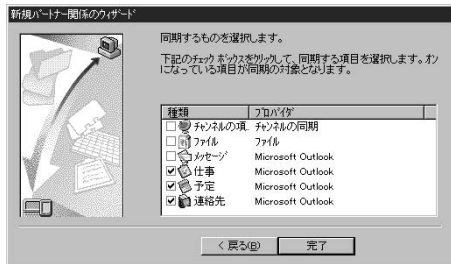 新規パートナー関係のウィザード
同期するものを選択します。
下記のチェック ボックスをクリックして、同期する項目を選択します。オン
になっている項目が同期の対象となります。
種類 プロバイダ
チャンネルの項.. チャンネルの同期
ファイル ファイル
メッセージ Microsoft Outlook
仕事 Microsoft Outlook
予定 Microsoft Outlook
連絡先 Microsoft Outlook
< 戻る(B) 完了